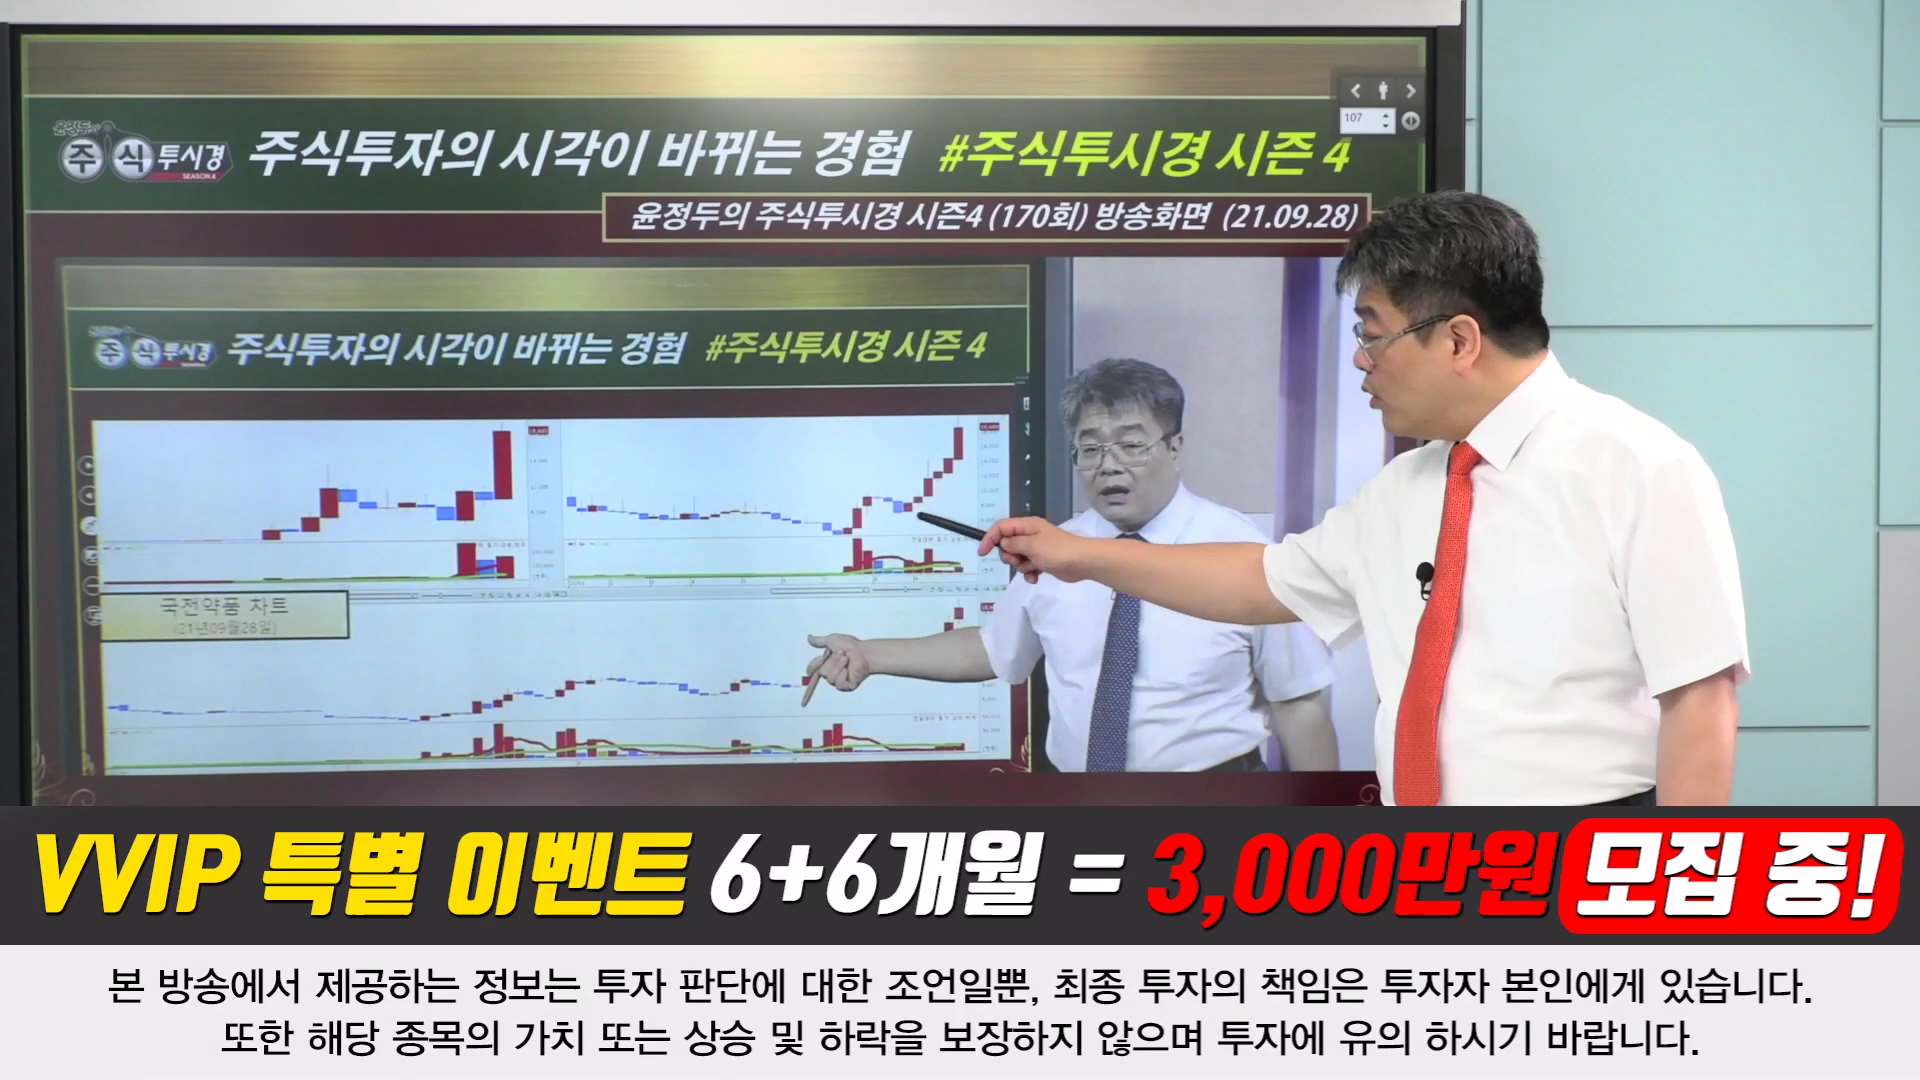 107
윤정두의
주식투시경
SEASON 4
주식투자의 시각이 바뀌는 경험 #주식투시경 시즌 4
윤정두의 주식투시경 시즌4 (170회) 방송화면 (21.09.28)
주식투시경
주식투자의 시각이 바뀌는 경험 #주식투시경 시즌 4
국전약품 차트
(21년09월28일)
VVIP 특별 이벤트 6+6개월 = 3,000만원 모집 중!
본 방송에서 제공하는 정보는 투자 판단에 대한 조언일뿐, 최종 투자의 책임은 투자자 본인에게 있습니다.
또한 해당 종목의 가치 또는 상승 및 하락을 보장하지 않으며 투자에 유의 하시기 바랍니다.